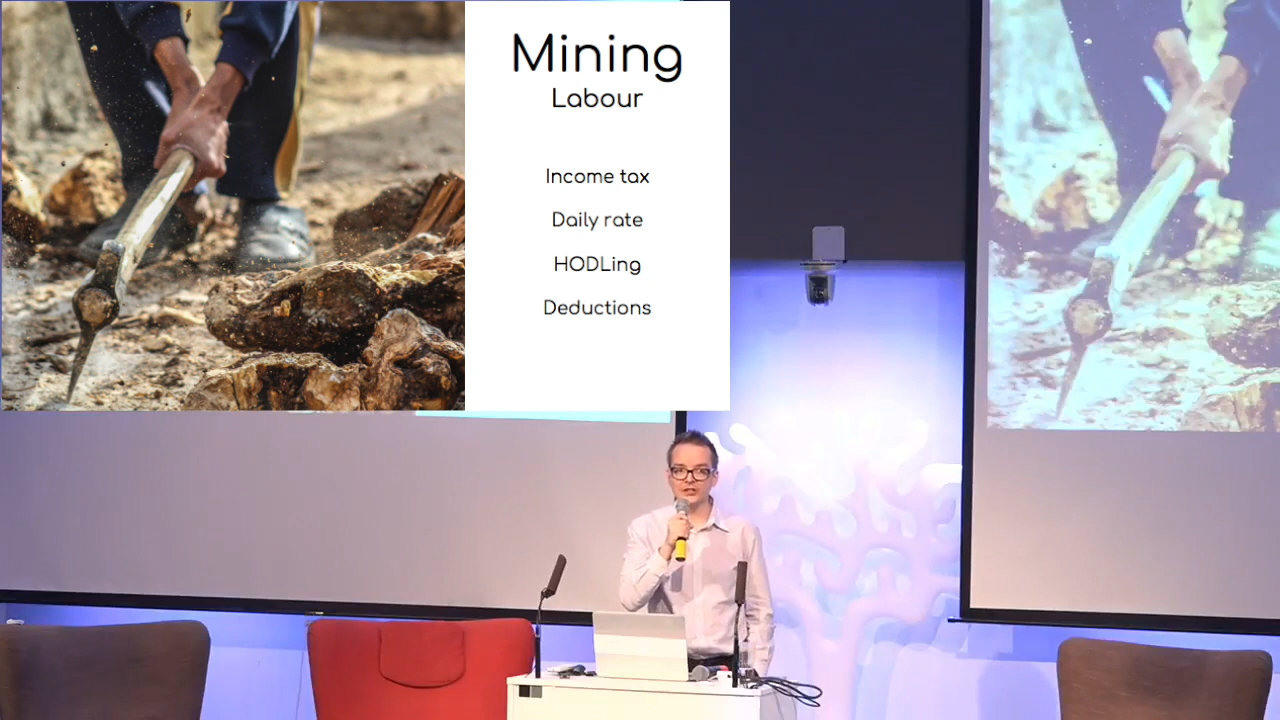 Mining
Labour
Income tax
Daily rate
HODLing
Deductions